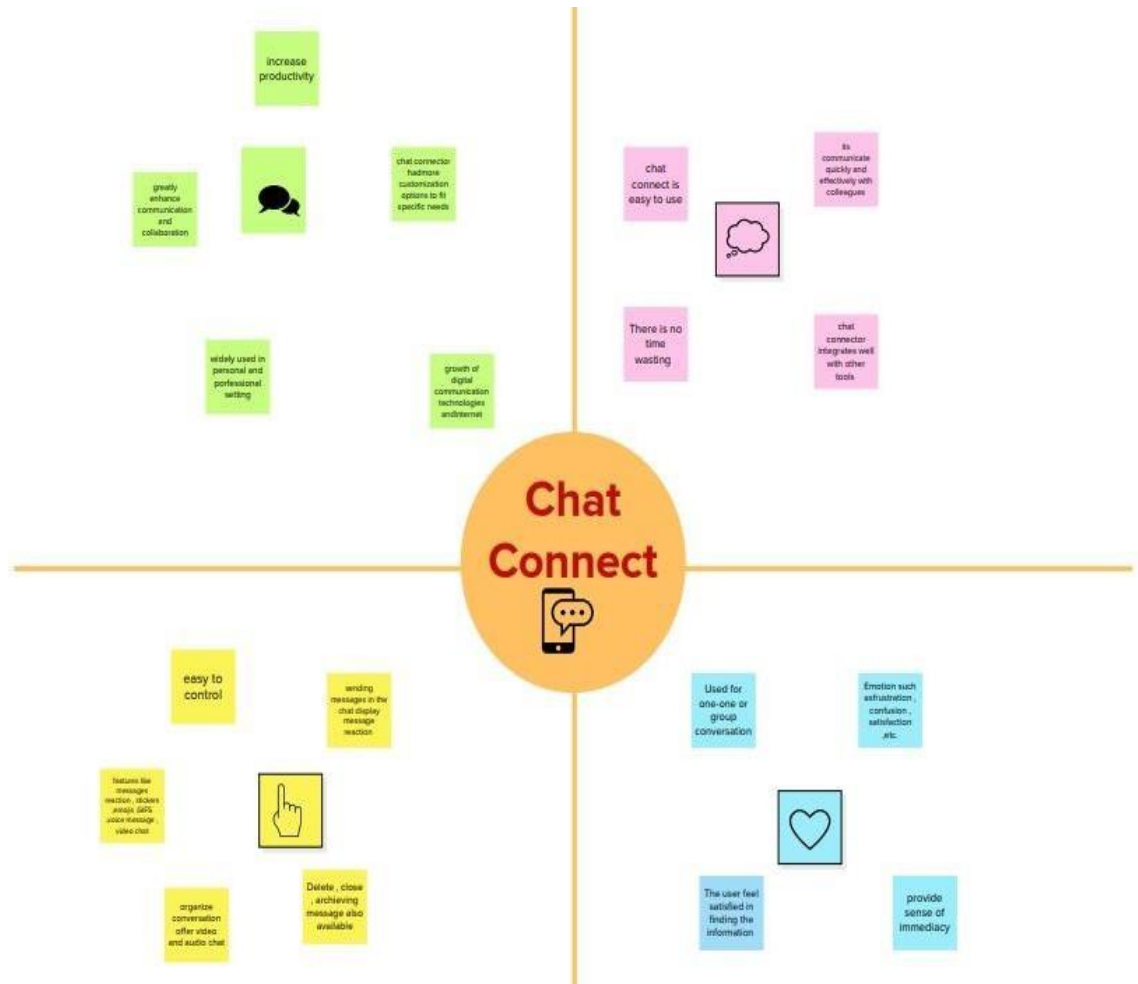 increase
productivity
greatly
enhance
communication
and
collaboration
chat connector
hadmore
customization
options to fit
specific needs
widely used in
personal and
porfessional
setting
growth of
digital
communication
technologies
andinternet
chat
connect is
easy to use
its
communicate
quickly and
effectively with
colleogues
There is no
time
wasting
chat
connector
integrates well
with other
tools
Chat
Connect
easy to
control
sending
messages in the
chat display
message
reaction
features like
messages
reaction , stickers
,emojis ,GIFS
,voice message ,
video chat
organize
conversation
offer video
and audio chat
Delete , close
, archieving
message also
available
Used for
one-one or
group
conversation
Emotion such
asfrustration ,
confusion ,
satisfaction
,etc.
The user feel
satisfied in
finding the
information
provide
sense of
immediacy